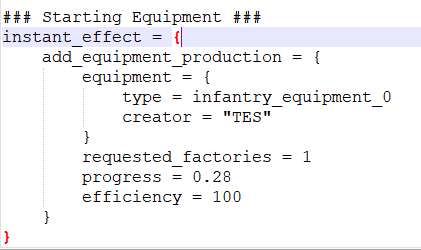 ### Starting Equipment ###
instant_effect = {
    add_equipment_production = {
        equipment = {
            type = infantry_equipment_0
            creator = "TES"
        }
        requested_factories = 1
        progress = 0.28
        efficiency = 100
    }
}